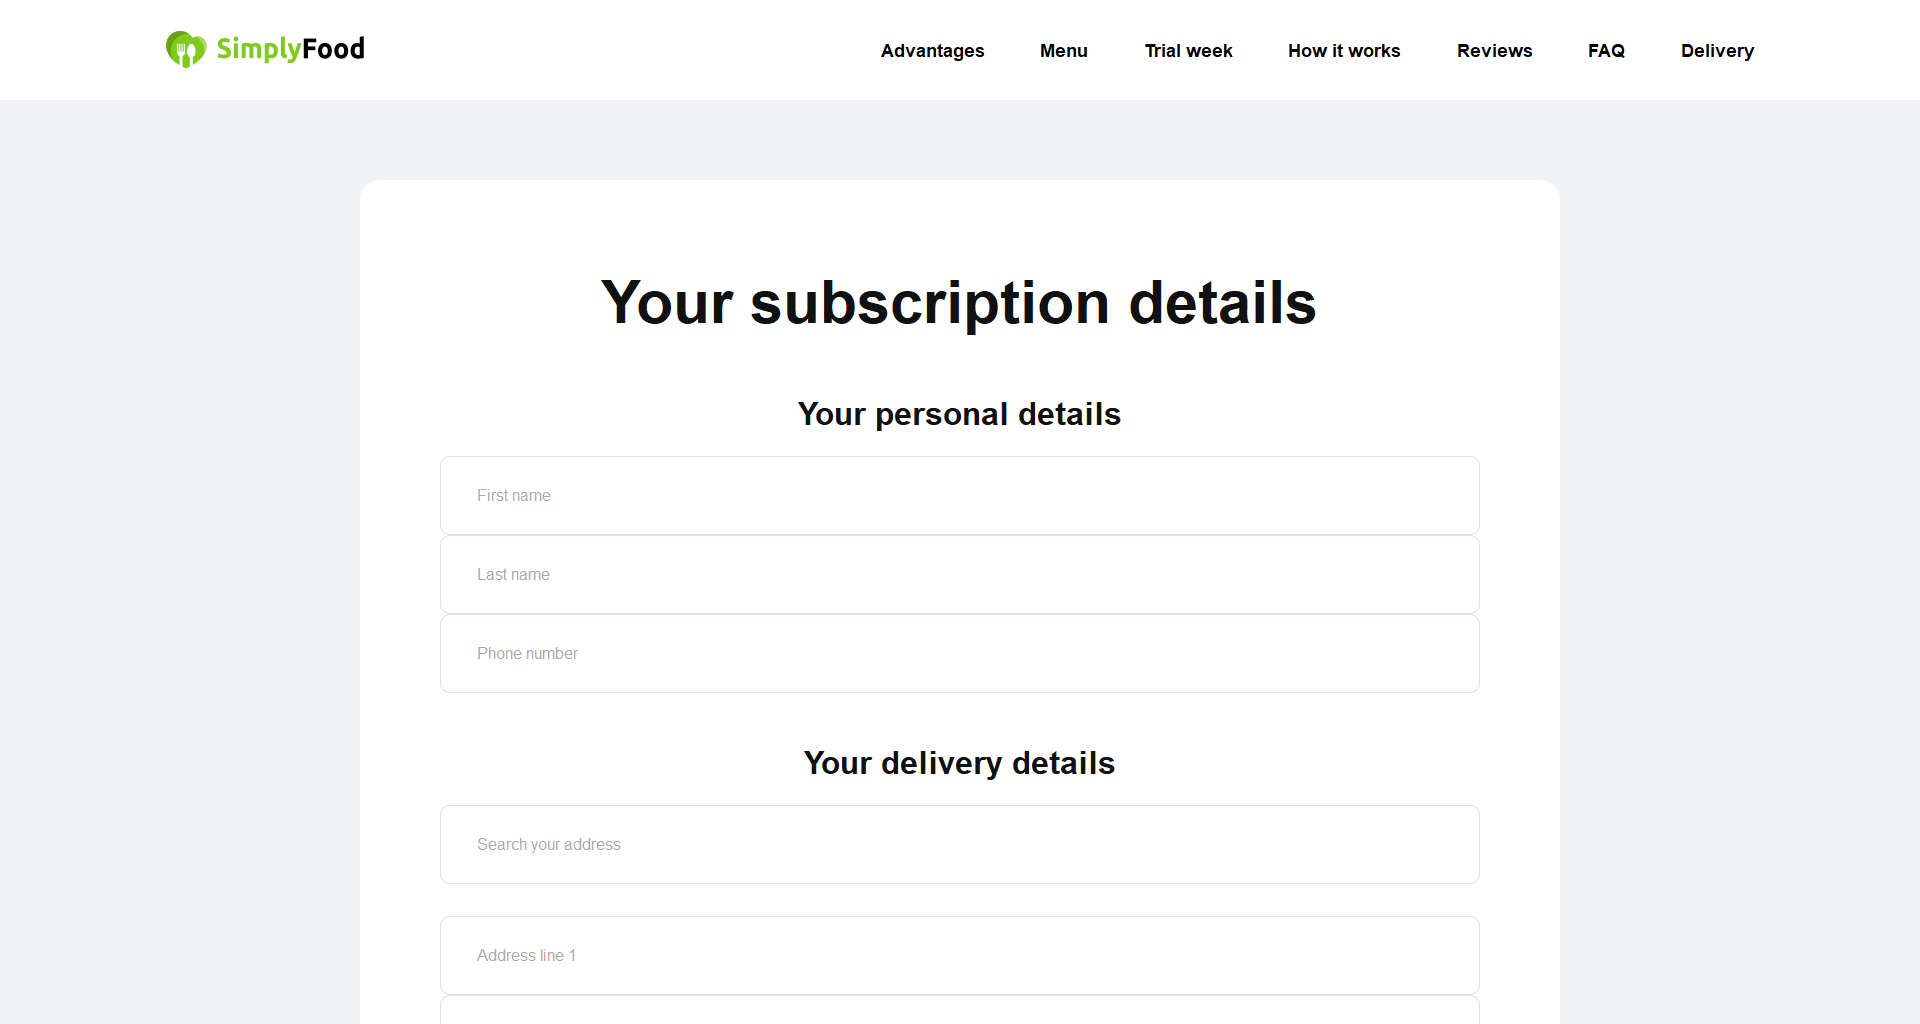 SimplyFood
Advantages Menu Trial week How it works Reviews FAQ Delivery
Your subscription details
Your personal details
First name
Last name
Phone number
Your delivery details
Search your address
Address line 1